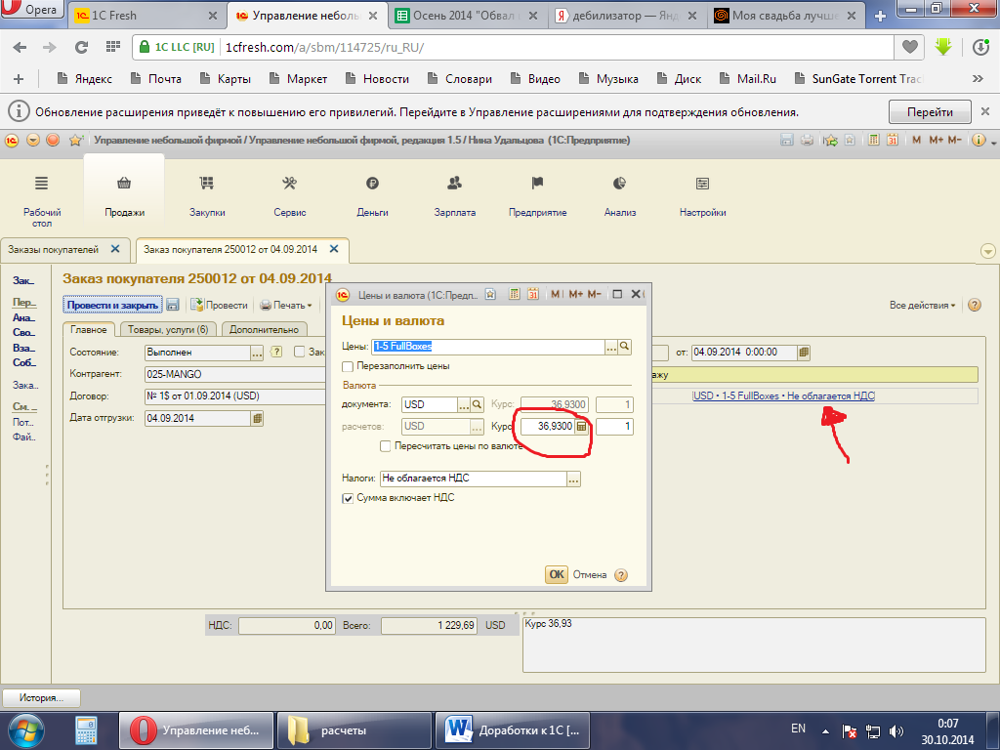 Opera
1C Fresh
Управление неболь
Осень 2014 "Обвал
дебилизатор — Янд
Моя свадьба лучше
1C LLC [RU]
1cfresh.com/a/sbm/114725/ru_RU/
Яндекс Почта Карты Маркет Новости Словари Видео Музыка Диск Mail.Ru SunGate Torrent Trac
Обновление расширения приведёт к повышению его привилегий. Перейдите в Управление расширениями для подтверждения обновления.
Перейти
Управление небольшой фирмой / Управление небольшой фирмой, редакция 1.5 / Нина Удальцова (1С:Предприятие)
M M+ M-
Рабочий стол
Продажи
Закупки
Сервис
Деньги
Зарплата
Предприятие
Анализ
Настройки
Заказы покупателей
Заказ покупателя 250012 от 04.09.2014
Зак...
Пер...
Ана...
Сво...
Вза...
Соб...
Зака...
См. ...
Пот...
Фай...
Заказ покупателя 250012 от 04.09.2014
Провести и закрыть
Провести
Печать
Все действия
Главное
Товары, услуги (6)
Дополнительно
Состояние: Выполнен ... ? Зак
от: 04.09.2014 0:00:00
Контрагент: 025-MANGO
ажу
Договор: № 1$ от 01.09.2014 (USD)
USD • 1-5 FullBoxes • Не облагается НДС
Дата отгрузки: 04.09.2014
Цены и валюта (1С:Предп...
M M+ M-
Цены и валюта
Цены: 1-5 FullBoxes ...
Перезаполнить цены
Валюта
документа: USD ... Курс: 36,9300 1
расчетов: USD ... Курс 36,9300 1
Пересчитать цены по валюте
Налоги: Не облагается НДС ...
Сумма включает НДС
OK
Отмена
?
НДС: 0,00 Всего: 1 229,69 USD
Курс 36,93
История...
Управление неб...
расчеты
Доработки к 1С [...
EN
0:07
30.10.2014